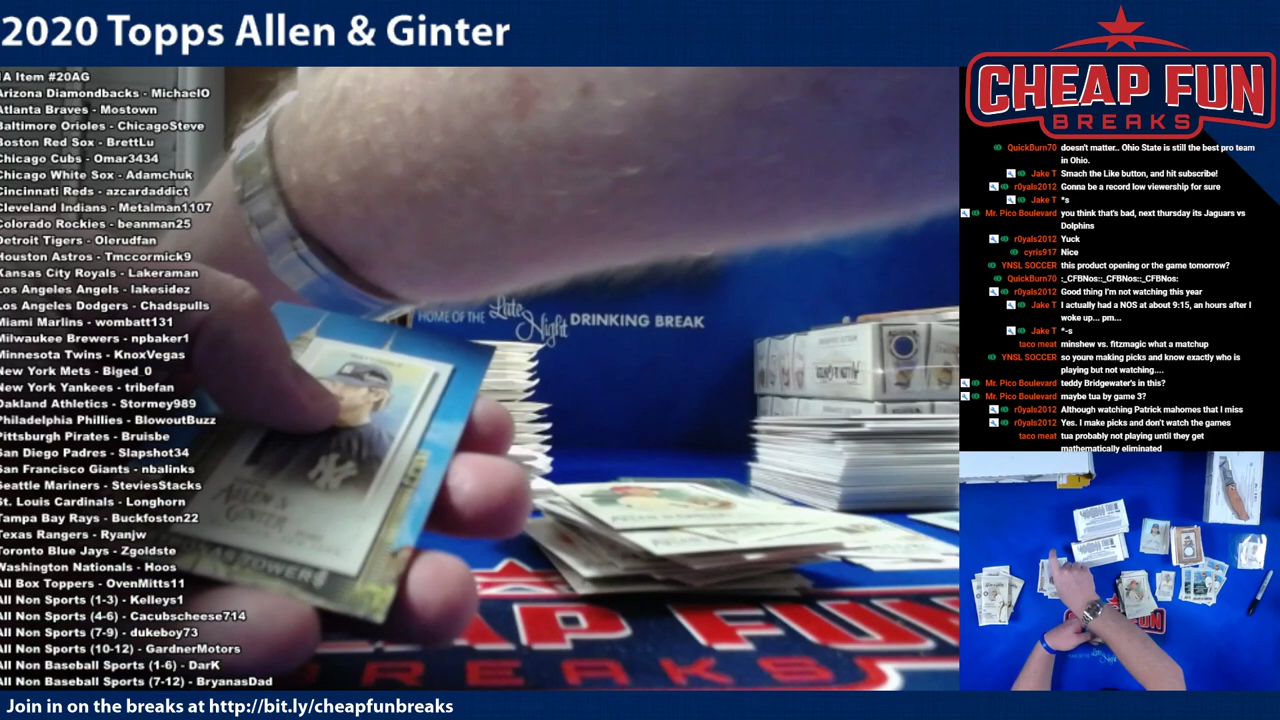 2020 Topps Allen & Ginter
1A Item #20AG
Arizona Diamondbacks - MichaelO
Atlanta Braves - Mostown
Baltimore Orioles - ChicagoSteve
Boston Red Sox - BrettLu
Chicago Cubs - Omar3434
Chicago White Sox - Adamchuk
Cincinnati Reds - azcardaddict
Cleveland Indians - Metalman1107
Colorado Rockies - beanman25
Detroit Tigers - Olerudfan
Houston Astros - Tmccormick9
Kansas City Royals - Lakeraman
Los Angeles Angels - lakesidez
Los Angeles Dodgers - Chadspulls
Miami Marlins - wombatt131
Milwaukee Brewers - npbaker1
Minnesota Twins - KnoxVegas
New York Mets - Biged_0
New York Yankees - tribefan
Oakland Athletics - Stormey989
Philadelphia Phillies - BlowoutBuzz
Pittsburgh Pirates - Bruisbe
San Diego Padres - Slapshot34
San Francisco Giants - nbalinks
Seattle Mariners - SteviesStacks
St. Louis Cardinals - Longhorn
Tampa Bay Rays - Buckfoston22
Texas Rangers - Ryanjw
Toronto Blue Jays - Zgoldste
Washington Nationals - Hoos
All Box Toppers - OvenMitts11
All Non Sports (1-3) - Kelleys1
All Non Sports (4-6) - Cacubscheese714
All Non Sports (7-9) - dukeboy73
All Non Sports (10-12) - GardnerMotors
All Non Baseball Sports (1-6) - DarK
All Non Baseball Sports (7-12) - BryanasDad
HOME OF THE Late Night DRINKING BREAK
ALLEN & GINTER
CHEAP FUN
BREAKS
CHEAP FUN
BREAKS
QuickBurn70 doesn't matter.. Ohio State is still the best pro team
in Ohio.
Jake T Smach the Like button, and hit subscribe!
r0yals2012 Gonna be a record low viewership for sure
Jake T *s
Mr. Pico Boulevard you think that's bad, next thursday its Jaguars vs
Dolphins
r0yals2012 Yuck
cyris917 Nice
YNSL SOCCER this product opening or the game tomorrow?
QuickBurn70 :_CFBNos::_CFBNos:
r0yals2012 Good thing I'm not watching this year
Jake T I actually had a NOS at about 9:15, an hours after I
woke up... pm...
Jake T *-s
taco meat minshew vs. fitzmagic what a matchup
YNSL SOCCER so youre making picks and know exactly who is
playing but not watching....
Mr. Pico Boulevard teddy Bridgewater's in this?
Mr. Pico Boulevard maybe tua by game 3?
r0yals2012 Although watching Patrick mahomes that I miss
r0yals2012 Yes. I make picks and don't watch the games
taco meat tua probably not playing until they get
mathematically eliminated
Join in on the breaks at http://bit.ly/cheapfunbreaks